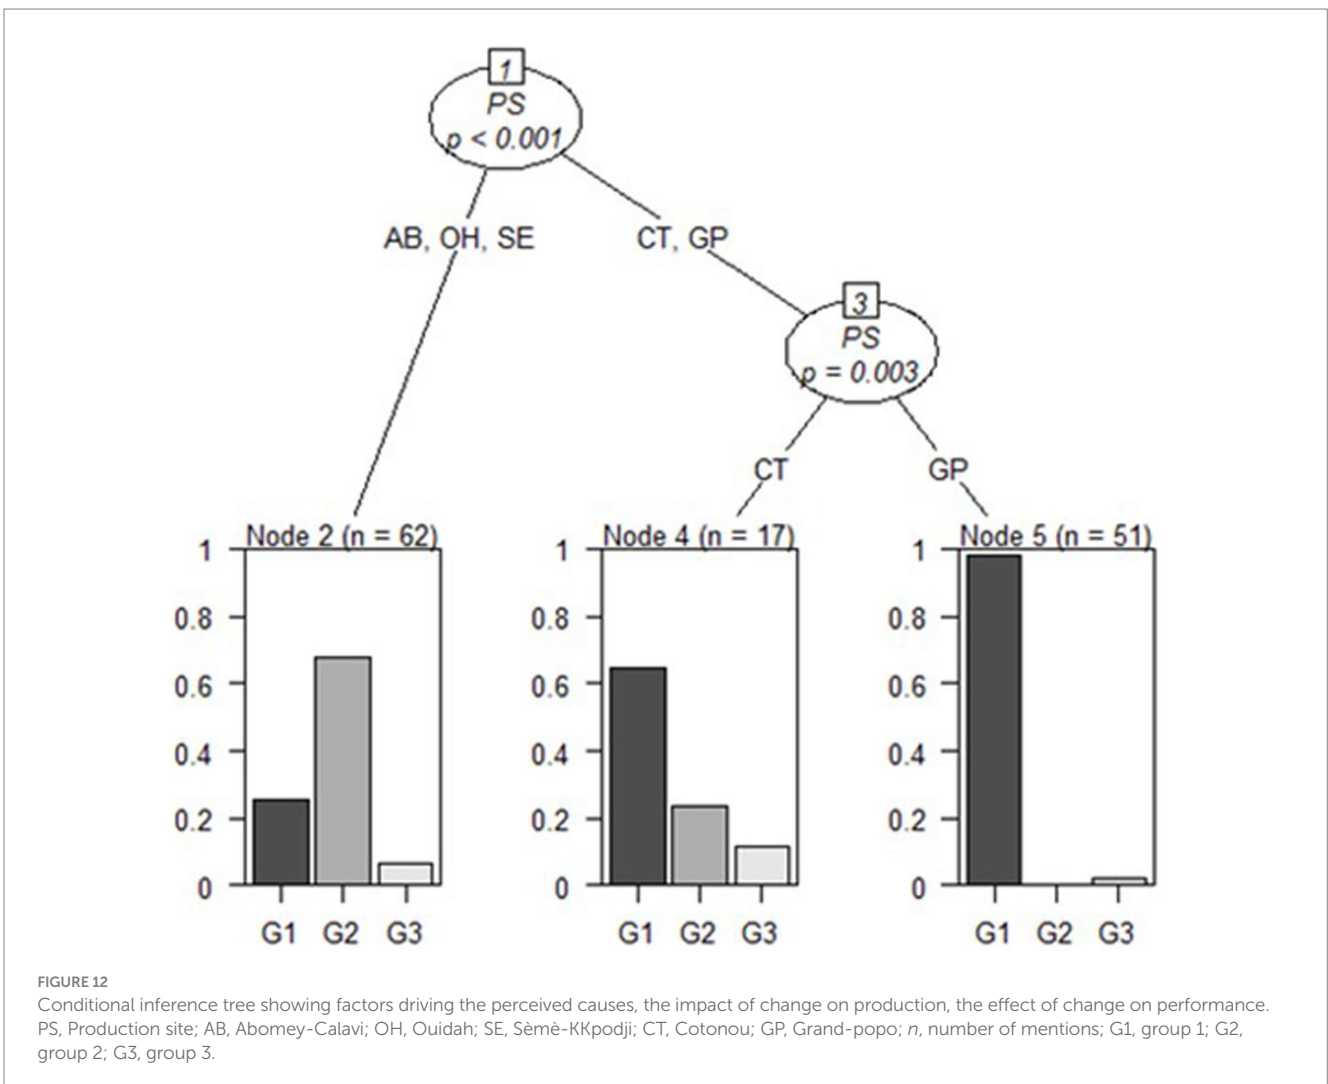 1
PS
p < 0.001
AB, OH, SE
CT, GP
3
PS
p = 0.003
CT
GP
Node 2 (n = 62)
1
0.8
0.6
0.4
0.2
0
G1 G2 G3
Node 4 (n = 17)
1
0.8
0.6
0.4
0.2
0
G1 G2 G3
Node 5 (n = 51)
1
0.8
0.6
0.4
0.2
0
G1 G2 G3
FIGURE 12
Conditional inference tree showing factors driving the perceived causes, the impact of change on production, the effect of change on performance.
PS, Production site; AB, Abomey-Calavi; OH, Ouidah; SE, Sèmè-KKpodji; CT, Cotonou; GP, Grand-popo; n, number of mentions; G1, group 1; G2,
group 2; G3, group 3.